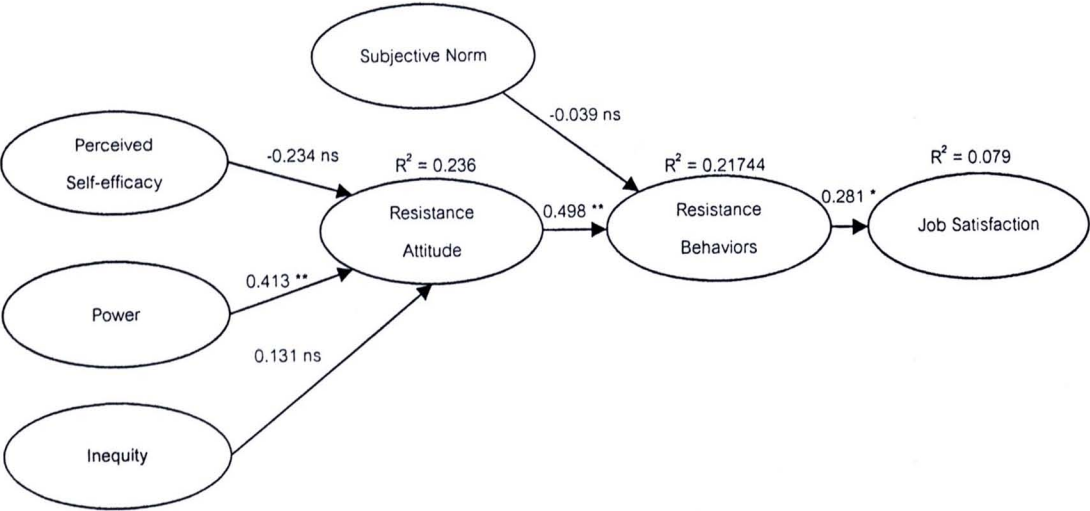 Subjective Norm
-0.039 ns
Perceived
Self-efficacy
-0.234 ns
R² = 0.236
Resistance
Attitude
0.498 **
R² = 0.21744
Resistance
Behaviors
0.281 *
R² = 0.079
Job Satisfaction
Power
0.413 **
0.131 ns
Inequity